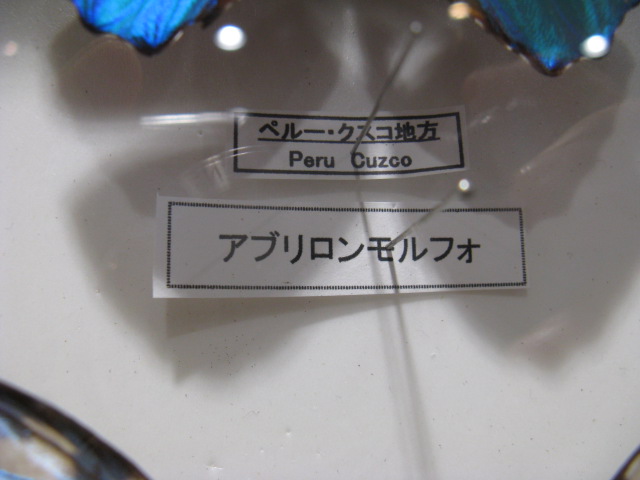 ペルー・クスコ地方
Peru Cuzco
アブリロンモルフォ